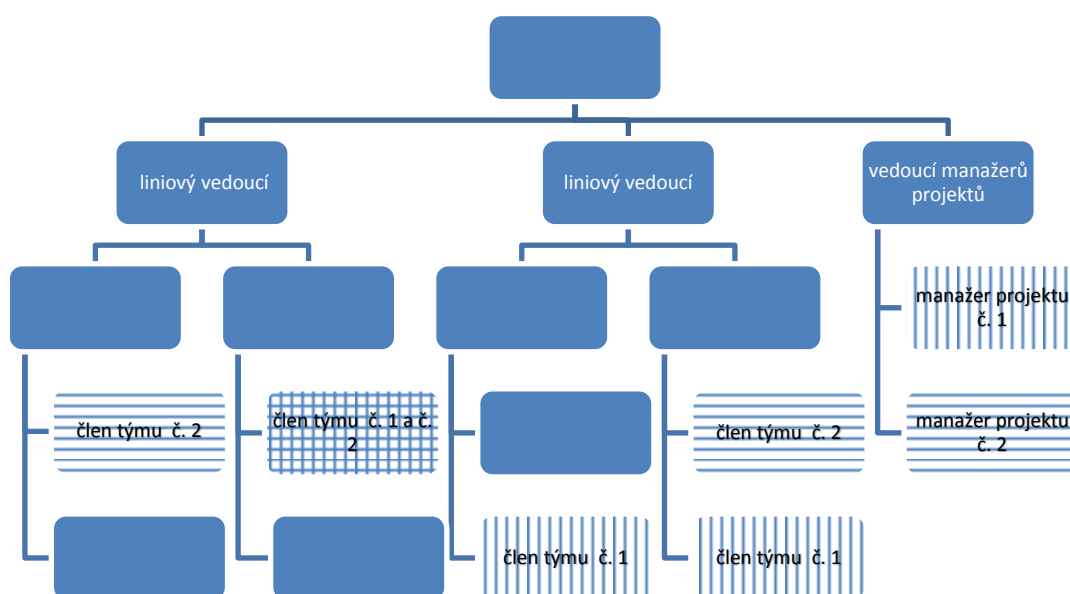 liniový vedoucí
liniový vedoucí
vedoucí manažerů
projektů
manažer projektu
č. 1
člen týmu č. 2
člen týmu č. 1 a č.
2
člen týmu č. 2
manažer projektu
č. 2
člen týmu č. 1
člen týmu č. 1